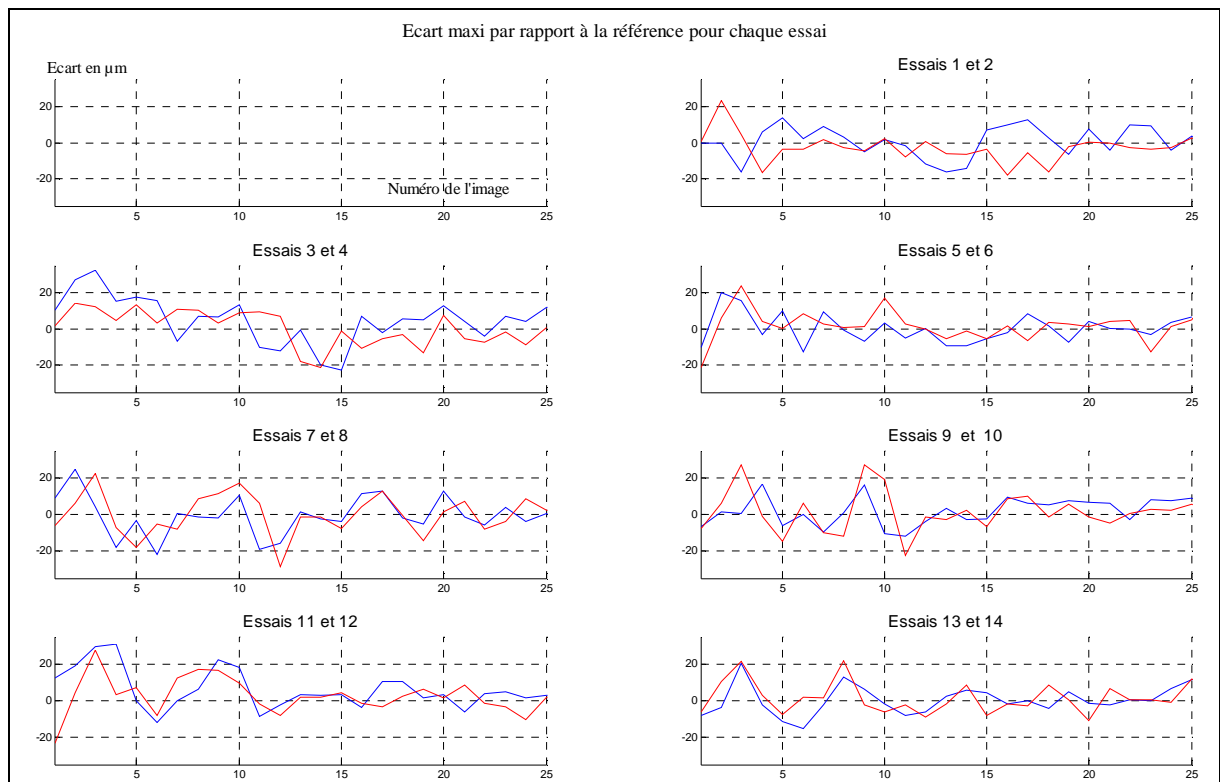 Ecart maxi par rapport à la référence pour chaque essai
Ecart en µm
20
0
-20
Numéro de l'image
5 10 15 20 25
Essais 1 et 2
20
0
-20
5 10 15 20 25
Essais 3 et 4
20
0
-20
5 10 15 20 25
Essais 5 et 6
20
0
-20
5 10 15 20 25
Essais 7 et 8
20
0
-20
5 10 15 20 25
Essais 9 et 10
20
0
-20
5 10 15 20 25
Essais 11 et 12
20
0
-20
5 10 15 20 25
Essais 13 et 14
20
0
-20
5 10 15 20 25